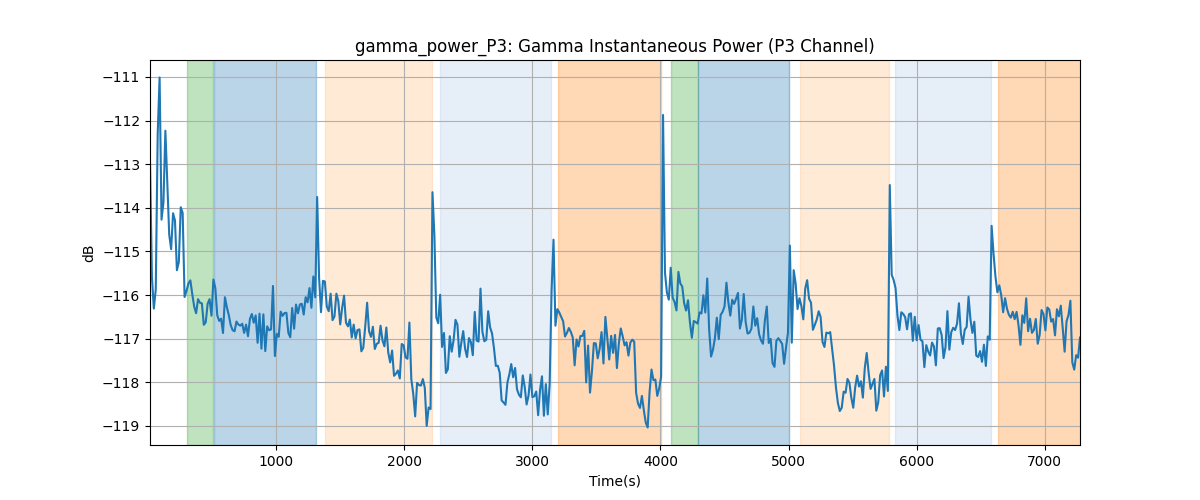 gamma_power_P3: Gamma Instantaneous Power (P3 Channel)
−111
−112
−113
−114
−115
−116
−117
−118
−119
dB
1000 2000 3000 4000 5000 6000 7000
Time(s)